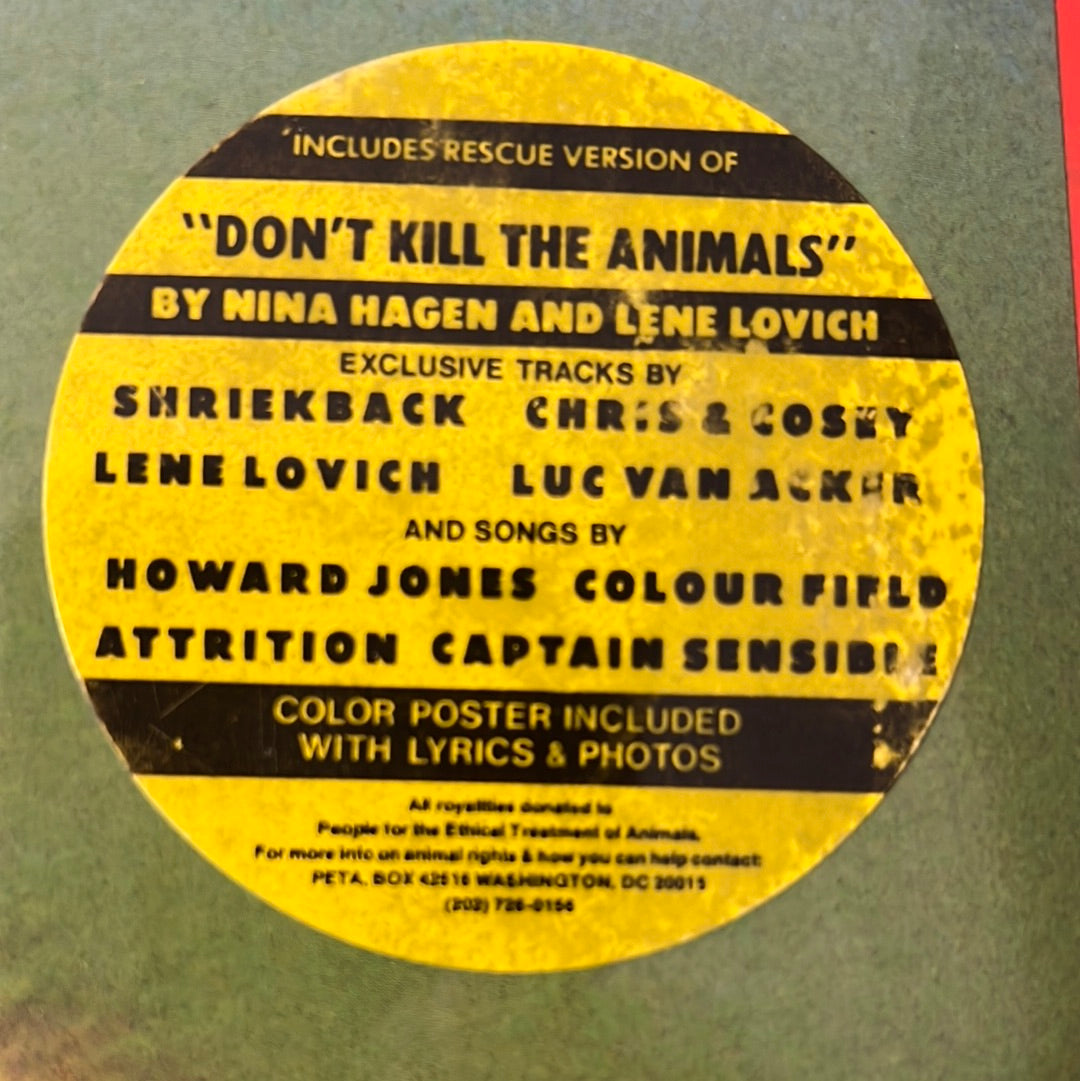 INCLUDES RESCUE VERSION OF
"DON'T KILL THE ANIMALS"
BY NINA HAGEN AND LENE LOVICH
EXCLUSIVE TRACKS BY
SHRIEKBACK CHRIS & COSEY
LENE LOVICH LUC VAN ACKER
AND SONGS BY
HOWARD JONES COLOUR FIELD
ATTRITION CAPTAIN SENSIBLE
COLOR POSTER INCLUDED
WITH LYRICS & PHOTOS
All royalties donated to
People for the Ethical Treatment of Animals.
For more info on animal rights & how you can help contact:
PETA, BOX 42516 WASHINGTON, DC 20015
(202) 726-0156